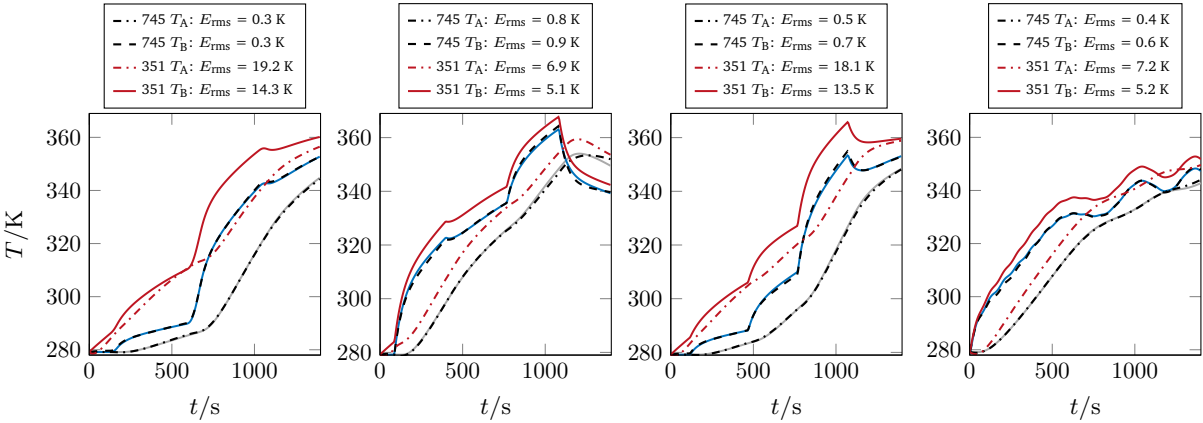 745 T_A: E_rms = 0.3 K
745 T_B: E_rms = 0.3 K
351 T_A: E_rms = 19.2 K
351 T_B: E_rms = 14.3 K
745 T_A: E_rms = 0.8 K
745 T_B: E_rms = 0.9 K
351 T_A: E_rms = 6.9 K
351 T_B: E_rms = 5.1 K
745 T_A: E_rms = 0.5 K
745 T_B: E_rms = 0.7 K
351 T_A: E_rms = 18.1 K
351 T_B: E_rms = 13.5 K
745 T_A: E_rms = 0.4 K
745 T_B: E_rms = 0.6 K
351 T_A: E_rms = 7.2 K
351 T_B: E_rms = 5.2 K
T/K
360
340
320
300
280
0 500 1000
t/s
360
340
320
300
280
0 500 1000
t/s
360
340
320
300
280
0 500 1000
t/s
360
340
320
300
280
0 500 1000
t/s